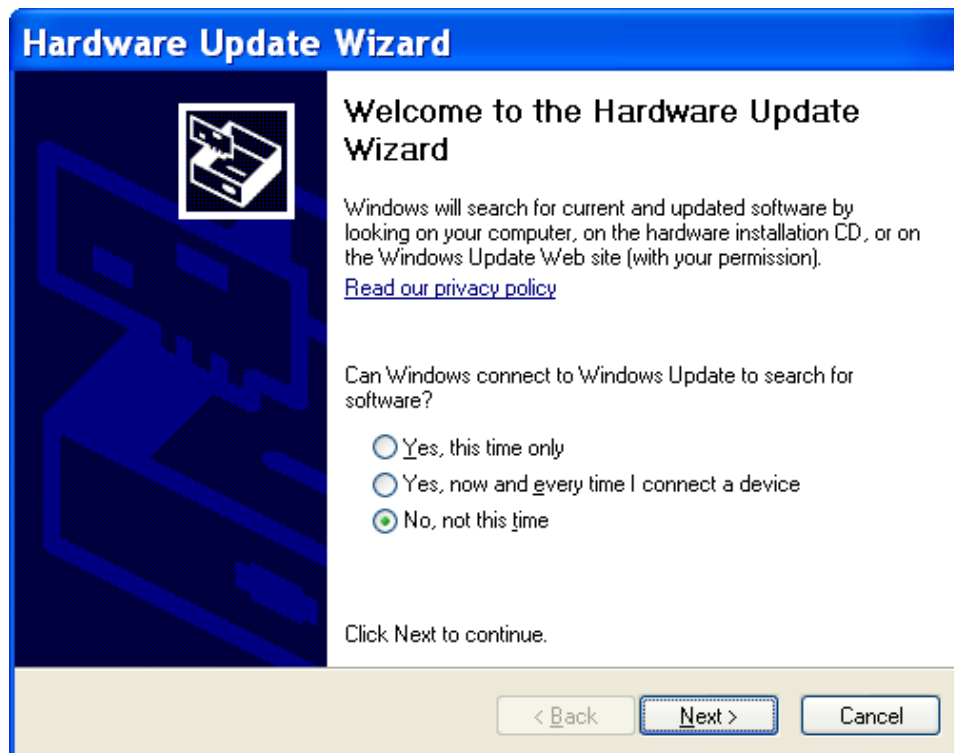 Hardware Update Wizard
Welcome to the Hardware Update
Wizard
Windows will search for current and updated software by
looking on your computer, on the hardware installation CD, or on
the Windows Update Web site (with your permission).
Read our privacy policy
Can Windows connect to Windows Update to search for
software?
Yes, this time only
Yes, now and every time I connect a device
No, not this time
Click Next to continue.
< Back Next > Cancel